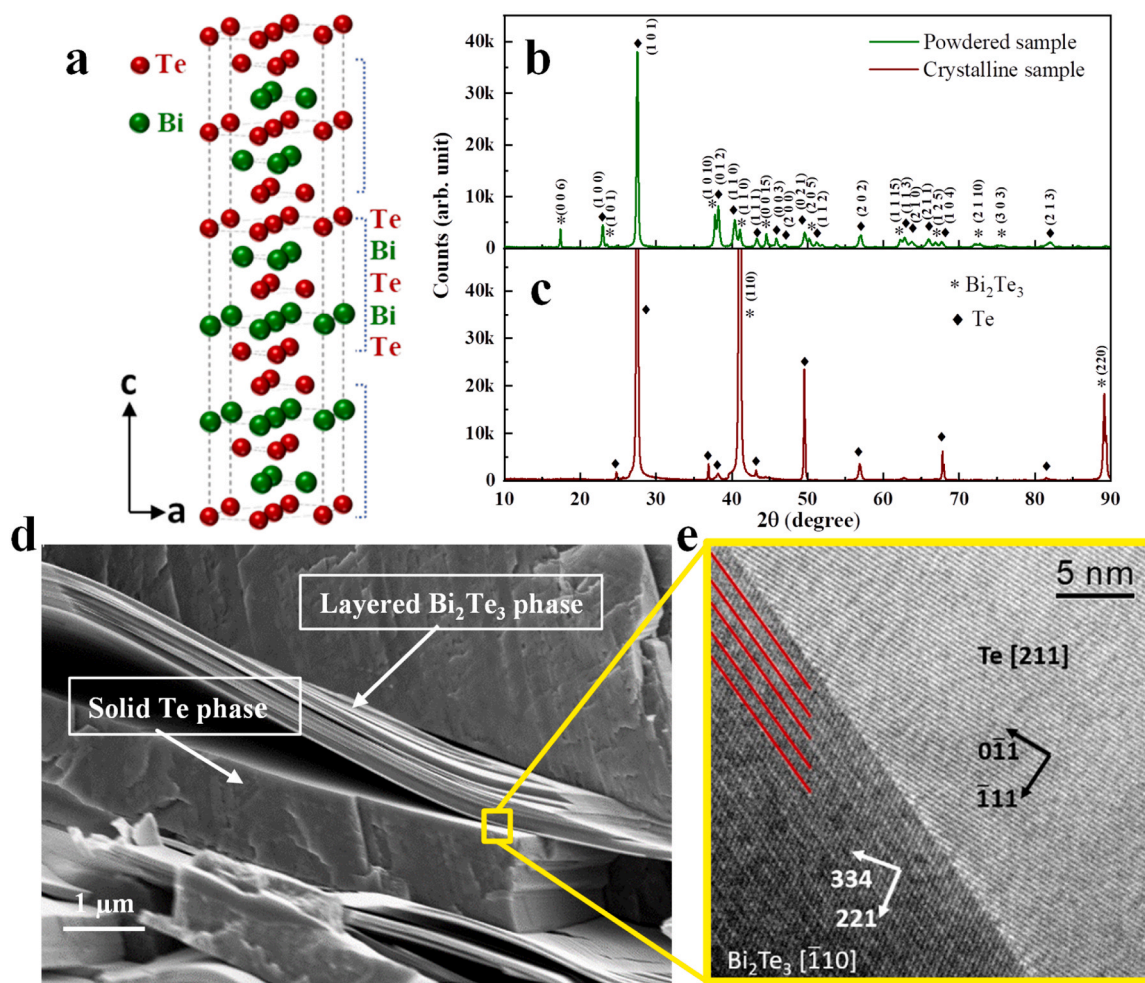 a
Te
Bi
Te
Bi
Te
Bi
Te
c
a
b
Powdered sample
Crystalline sample
Counts (arb. unit)
40k
30k
20k
10k
0
*(0 0 6)
◆(1 0 0)
*(1 0 1)
◆(1 0 1)
*(1 0 10)
◆(0 1 2)
◆(1 1 0)
*(1 1 0)
◆(1 1 1)
*(0 0 15)
◆(0 0 3)
◆(2 0 0)
◆(0 2 1)
*(2 0 5)
◆(1 1 2)
◆(2 0 2)
*(1 1 15)
◆(1 1 3)
◆(2 1 0)
◆(2 1 1)
*(1 2 5)
◆(1 0 4)
*(2 1 10)
*(3 0 3)
◆(2 1 3)
c
* Bi₂Te₃
◆ Te
40k
30k
20k
10k
0
*(110)
*(220)
10 20 30 40 50 60 70 80 90
2θ (degree)
d
Layered Bi₂Te₃ phase
Solid Te phase
1 µm
e
5 nm
Te [211]
01̅1
1̅11
334
221
Bi₂Te₃ [1̅10]